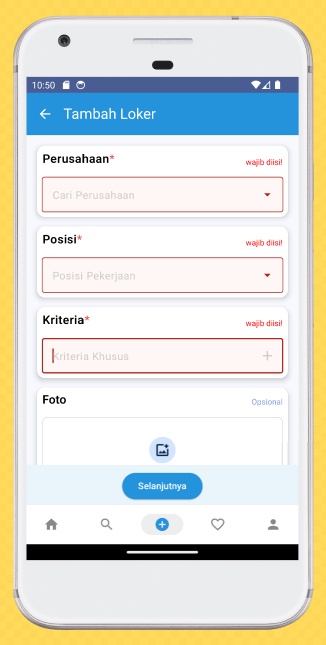 10:50
Tambah Loker
Perusahaan*
wajib diisi!
Cari Perusahaan
Posisi*
wajib diisi!
Posisi Pekerjaan
Kriteria*
wajib diisi!
Kriteria Khusus
Foto
Opsional
Selanjutnya